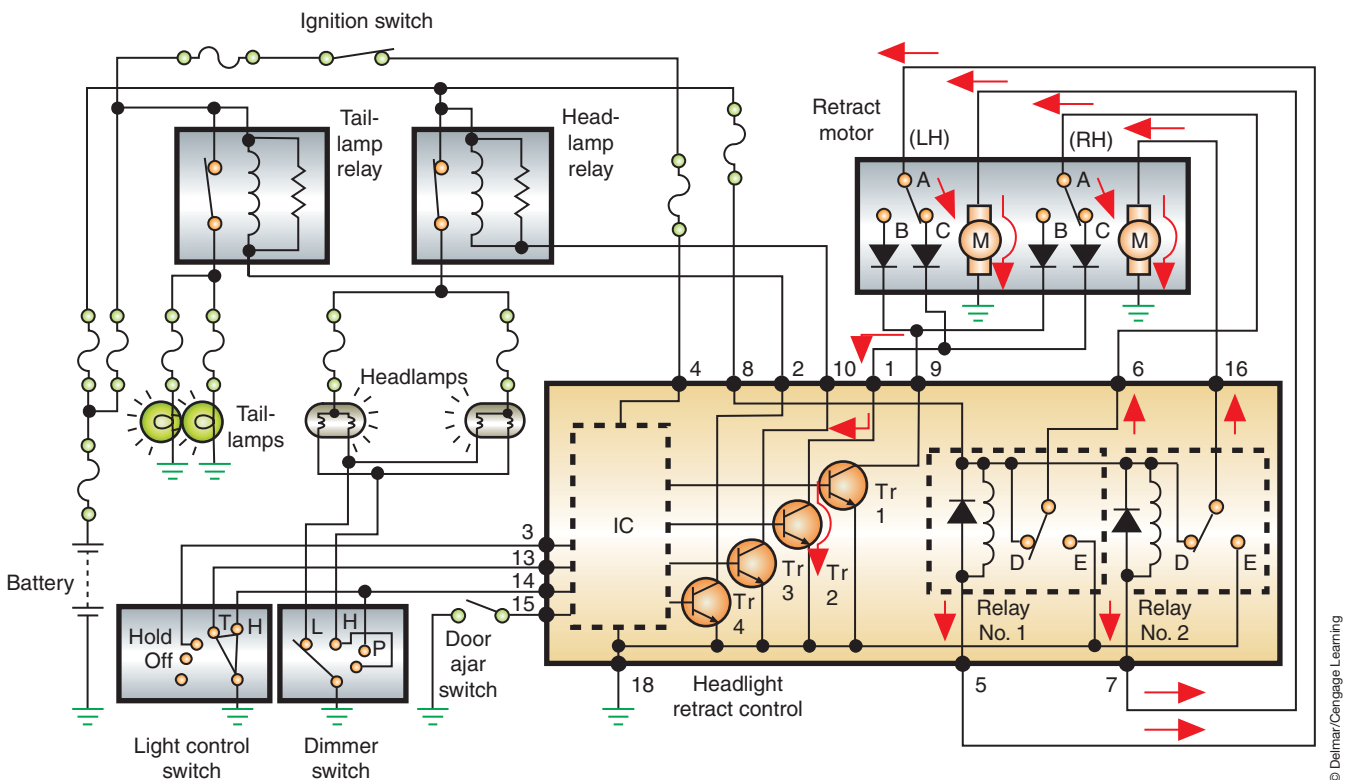 Ignition switch
Tail-
lamp
relay
Head-
lamp
relay
Retract
motor
(LH)
(RH)
A
B
C
M
A
B
C
M
4
8
2
10
1
9
6
16
Headlamps
Tail-
lamps
IC
Tr
1
Tr
2
Tr
3
Tr
4
D
E
D
E
Relay
No. 1
Relay
No. 2
3
13
14
15
Battery
T
H
Hold
Off
L
H
P
Door
ajar
switch
18
Headlight
retract control
5
7
Light control
switch
Dimmer
switch
© Delmar/Cengage Learning